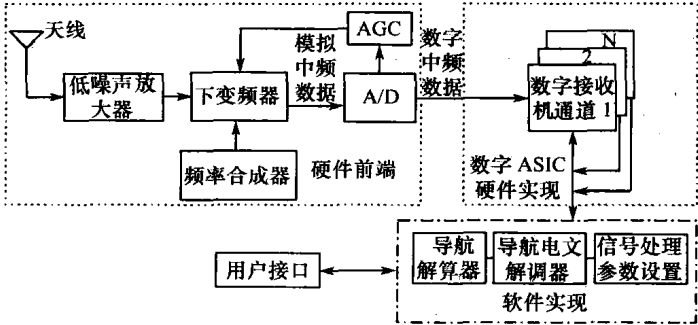 天线
低噪声放
大器
下变频器
频率合成器
硬件前端
模拟
中频
数据
AGC
A/D
数字
中频
数据
N
2
数字接收
机通道 1
数字 ASIC
硬件实现
用户接口
导航
解算器
导航电文
解调器
信号处理
参数设置
软件实现